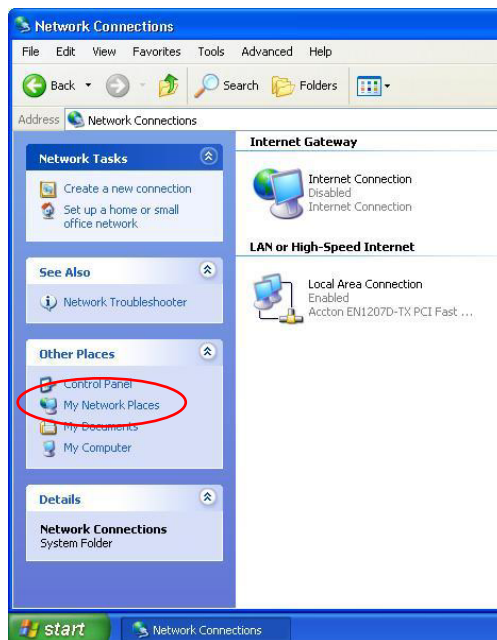 Network Connections
File Edit View Favorites Tools Advanced Help
Back Search Folders
Address Network Connections
Network Tasks
Create a new connection
Set up a home or small
office network
See Also
Network Troubleshooter
Other Places
Control Panel
My Network Places
My Documents
My Computer
Details
Network Connections
System Folder
Internet Gateway
Internet Connection
Disabled
Internet Connection
LAN or High-Speed Internet
Local Area Connection
Enabled
Accton EN1207D-TX PCI Fast ...
start Network Connections